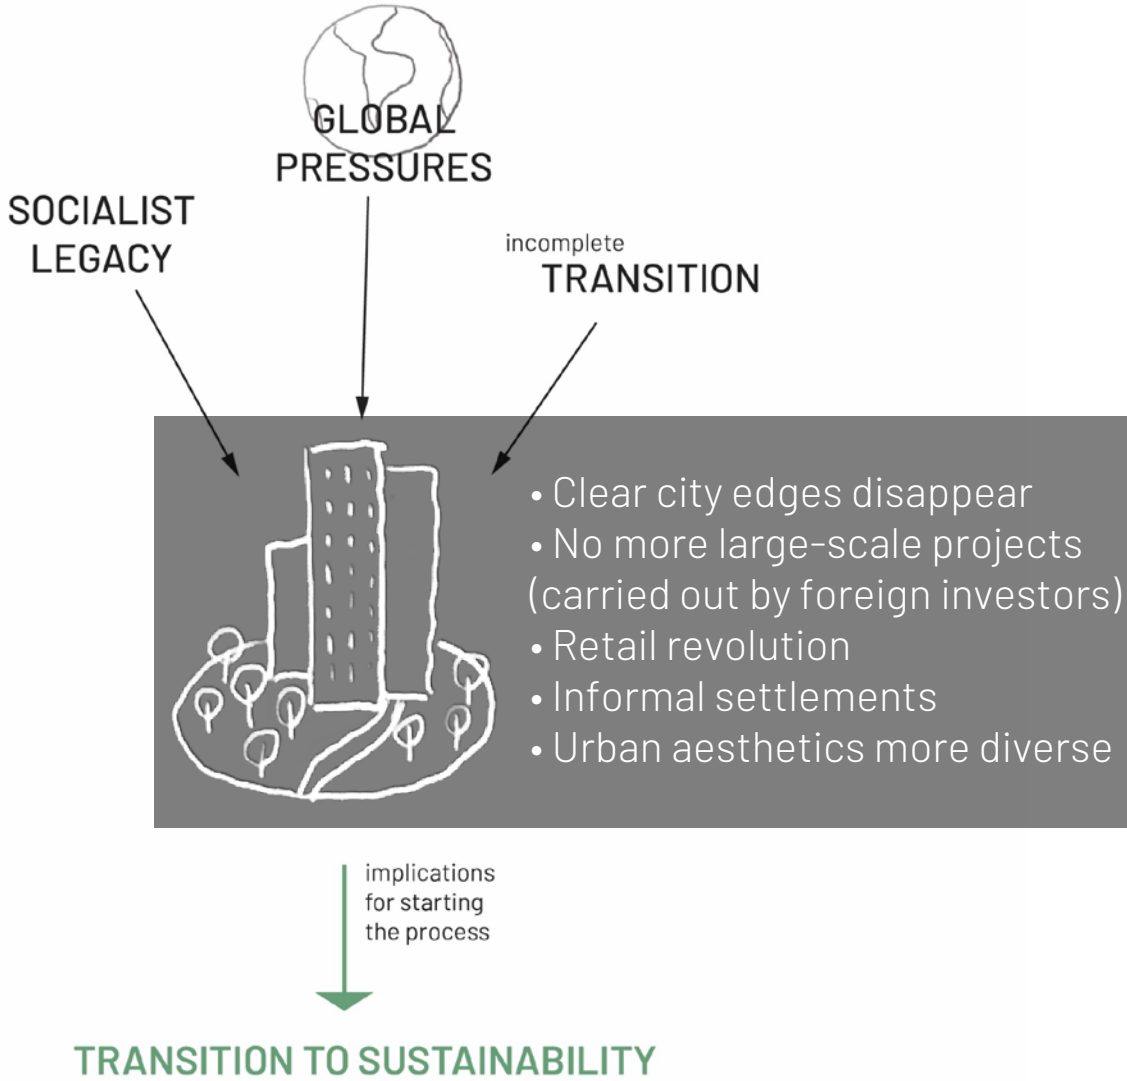 GLOBAL
PRESSURES
SOCIALIST
LEGACY
incomplete
TRANSITION
• Clear city edges disappear
• No more large-scale projects
(carried out by foreign investors)
• Retail revolution
• Informal settlements
• Urban aesthetics more diverse
implications
for starting
the process
TRANSITION TO SUSTAINABILITY